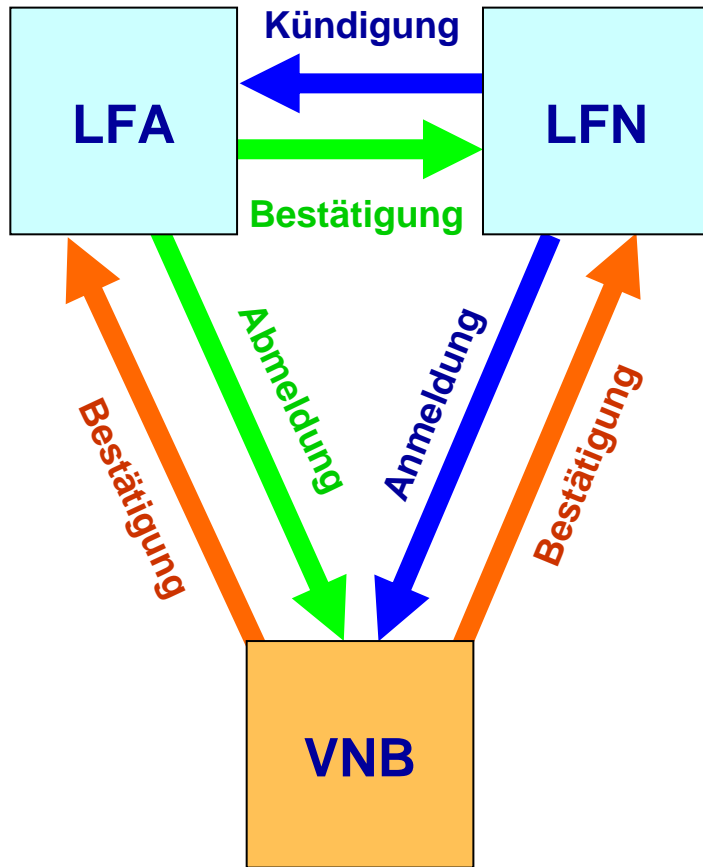 Kündigung
LFA
LFN
Bestätigung
Abmeldung
Anmeldung
Bestätigung
Bestätigung
VNB